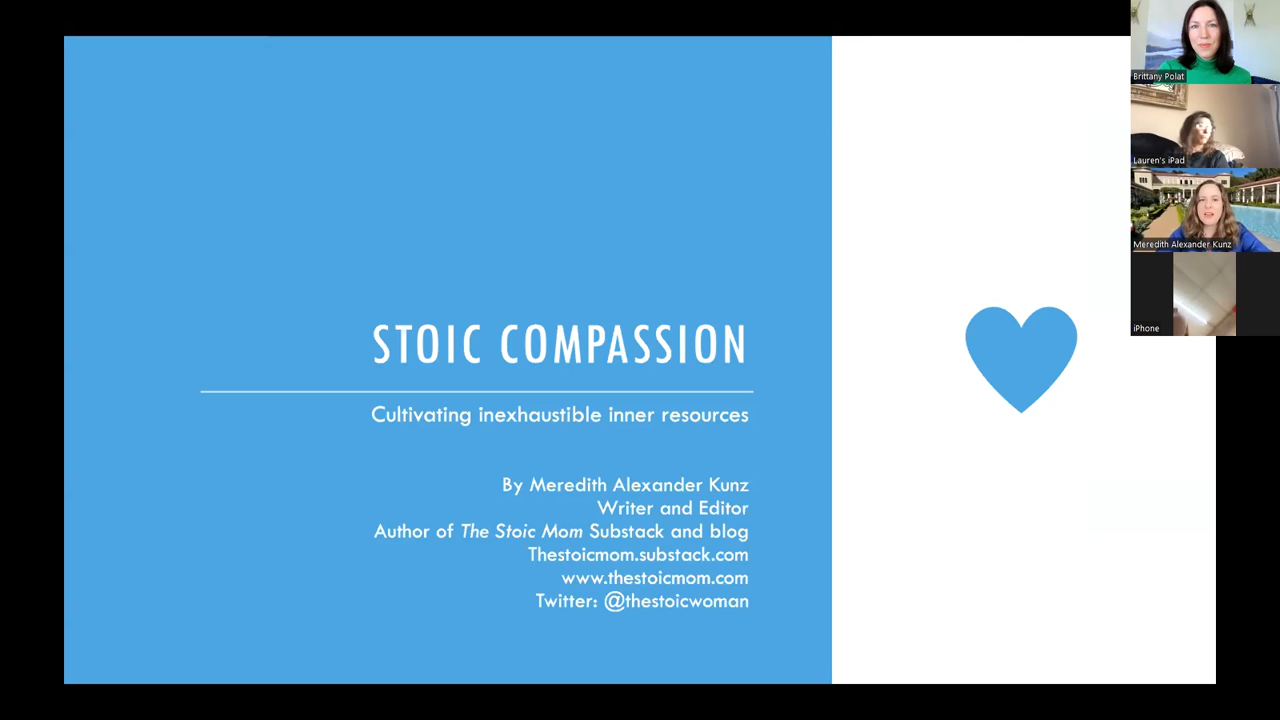 STOIC COMPASSION
Cultivating inexhaustible inner resources
By Meredith Alexander Kunz
Writer and Editor
Author of The Stoic Mom Substack and blog
Thestoicmom.substack.com
www.thestoicmom.com
Twitter: @thestoicwoman
Brittany Polat
Lauren's iPad
Meredith Alexander Kunz
iPhone